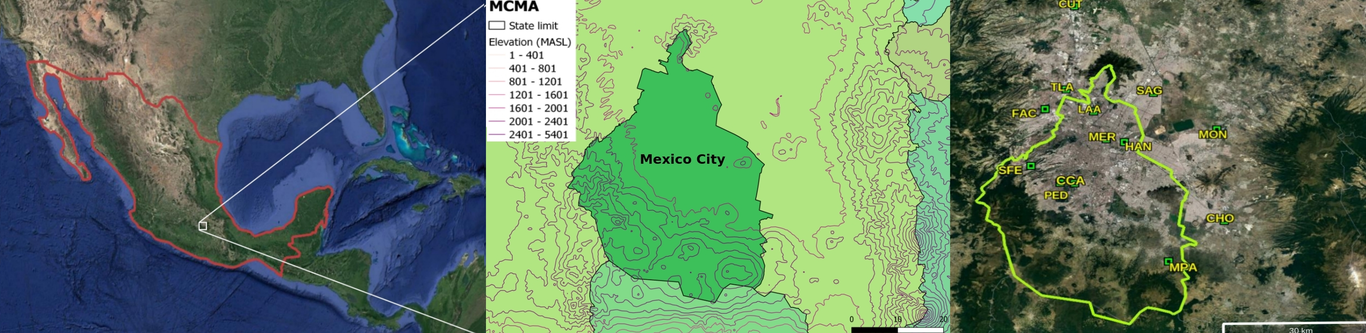 MCMA
State limit
Elevation (MASL)
1 - 401
401 - 801
801 - 1201
1201 - 1601
1601 - 2001
2001 - 2401
2401 - 5401
Mexico City
0 10 20
CUT
TLA
SAG
FAC
LAA
MER
HAN
MON
SFE
CCA
PED
CHO
MPA
30 km